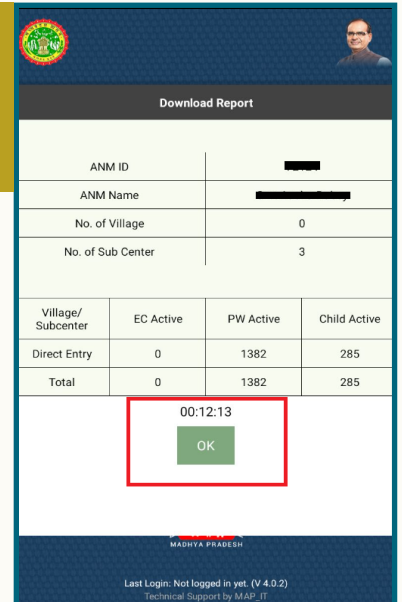 Download Report
ANM ID
ANM Name
No. of Village 0
No. of Sub Center 3
Village/ Subcenter EC Active PW Active Child Active
Direct Entry 0 1382 285
Total 0 1382 285
00:12:13
OK
MADHYA PRADESH
Last Login: Not logged in yet. (V 4.0.2)
Technical Support by MAP_IT